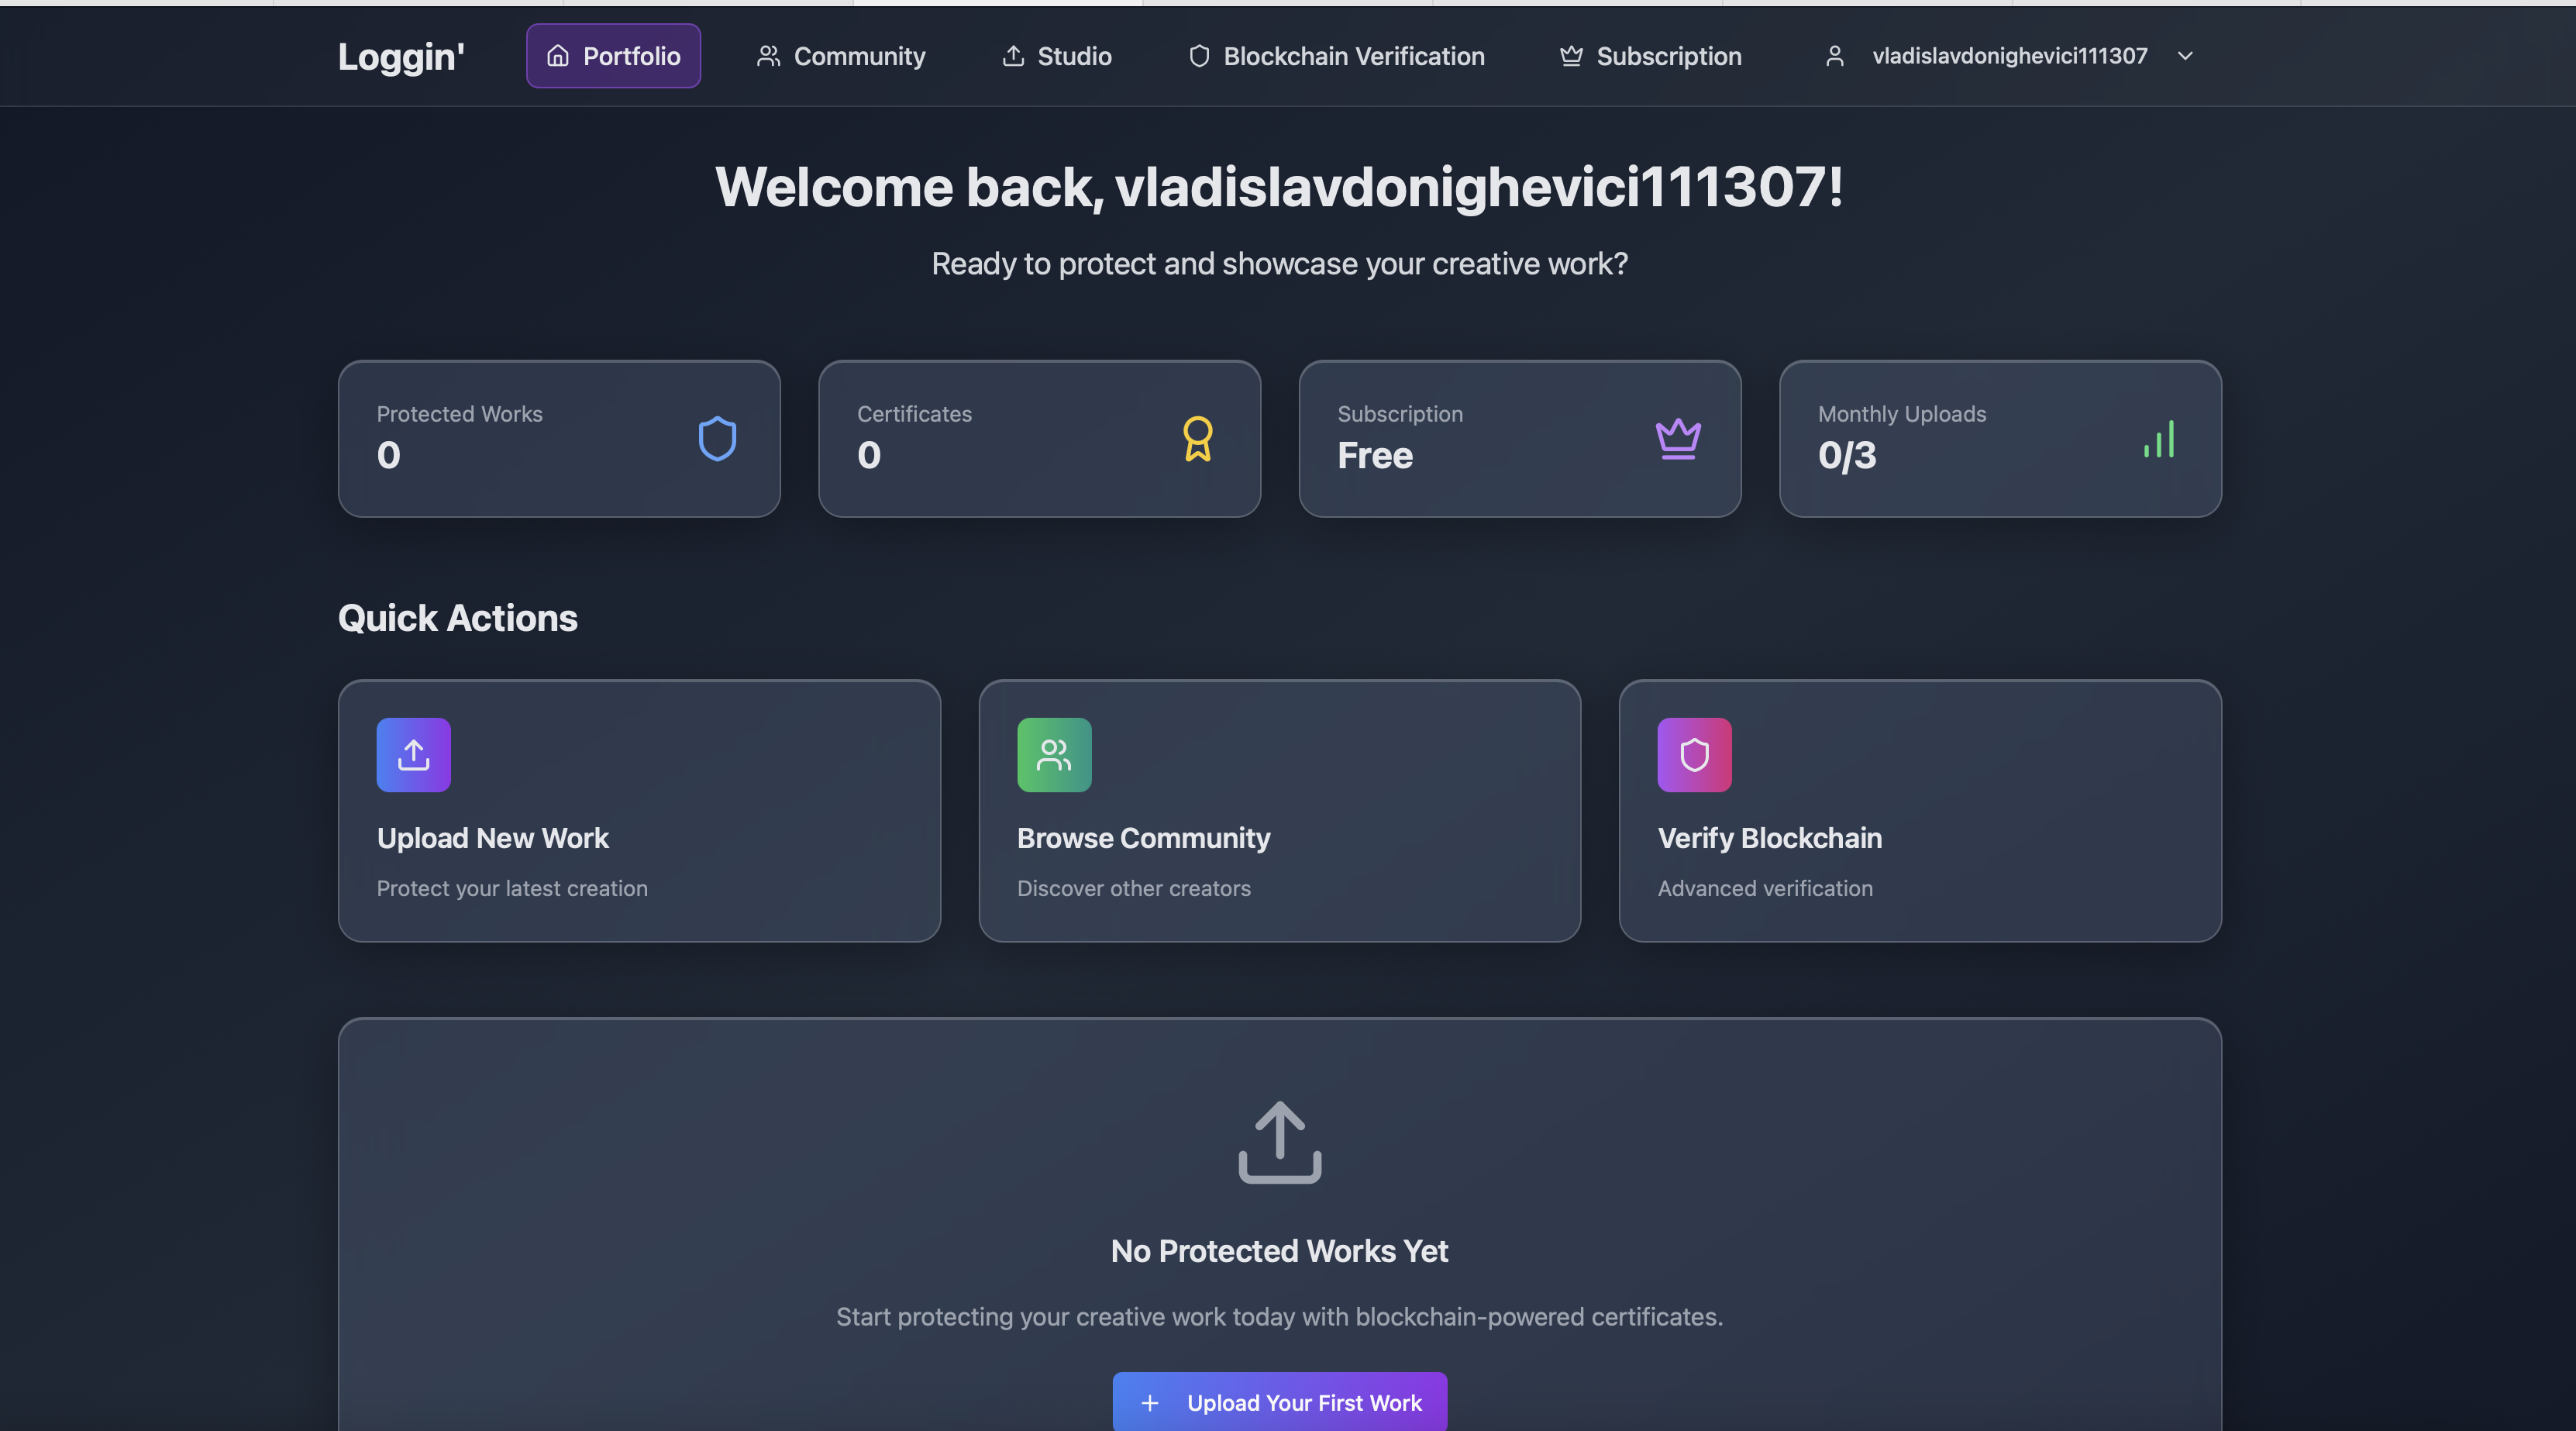 Loggin'
Portfolio
Community
Studio
Blockchain Verification
Subscription
vladislavdonighevici111307
Welcome back, vladislavdonighevici111307!
Ready to protect and showcase your creative work?
Protected Works
0
Certificates
0
Subscription
Free
Monthly Uploads
0/3
Quick Actions
Upload New Work
Protect your latest creation
Browse Community
Discover other creators
Verify Blockchain
Advanced verification
No Protected Works Yet
Start protecting your creative work today with blockchain-powered certificates.
Upload Your First Work